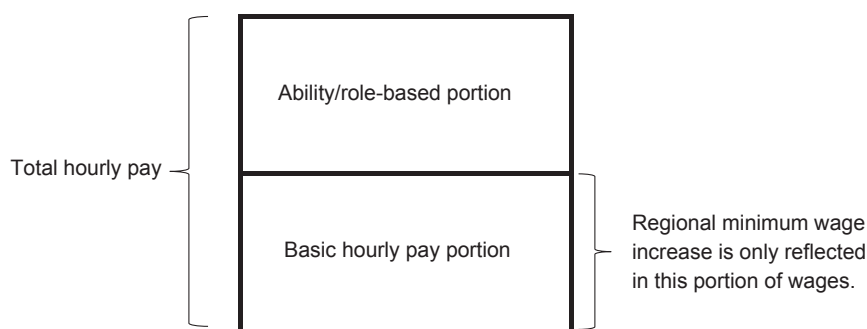 Ability/role-based portion
Total hourly pay
Basic hourly pay portion
Regional minimum wage
increase is only reflected
in this portion of wages.